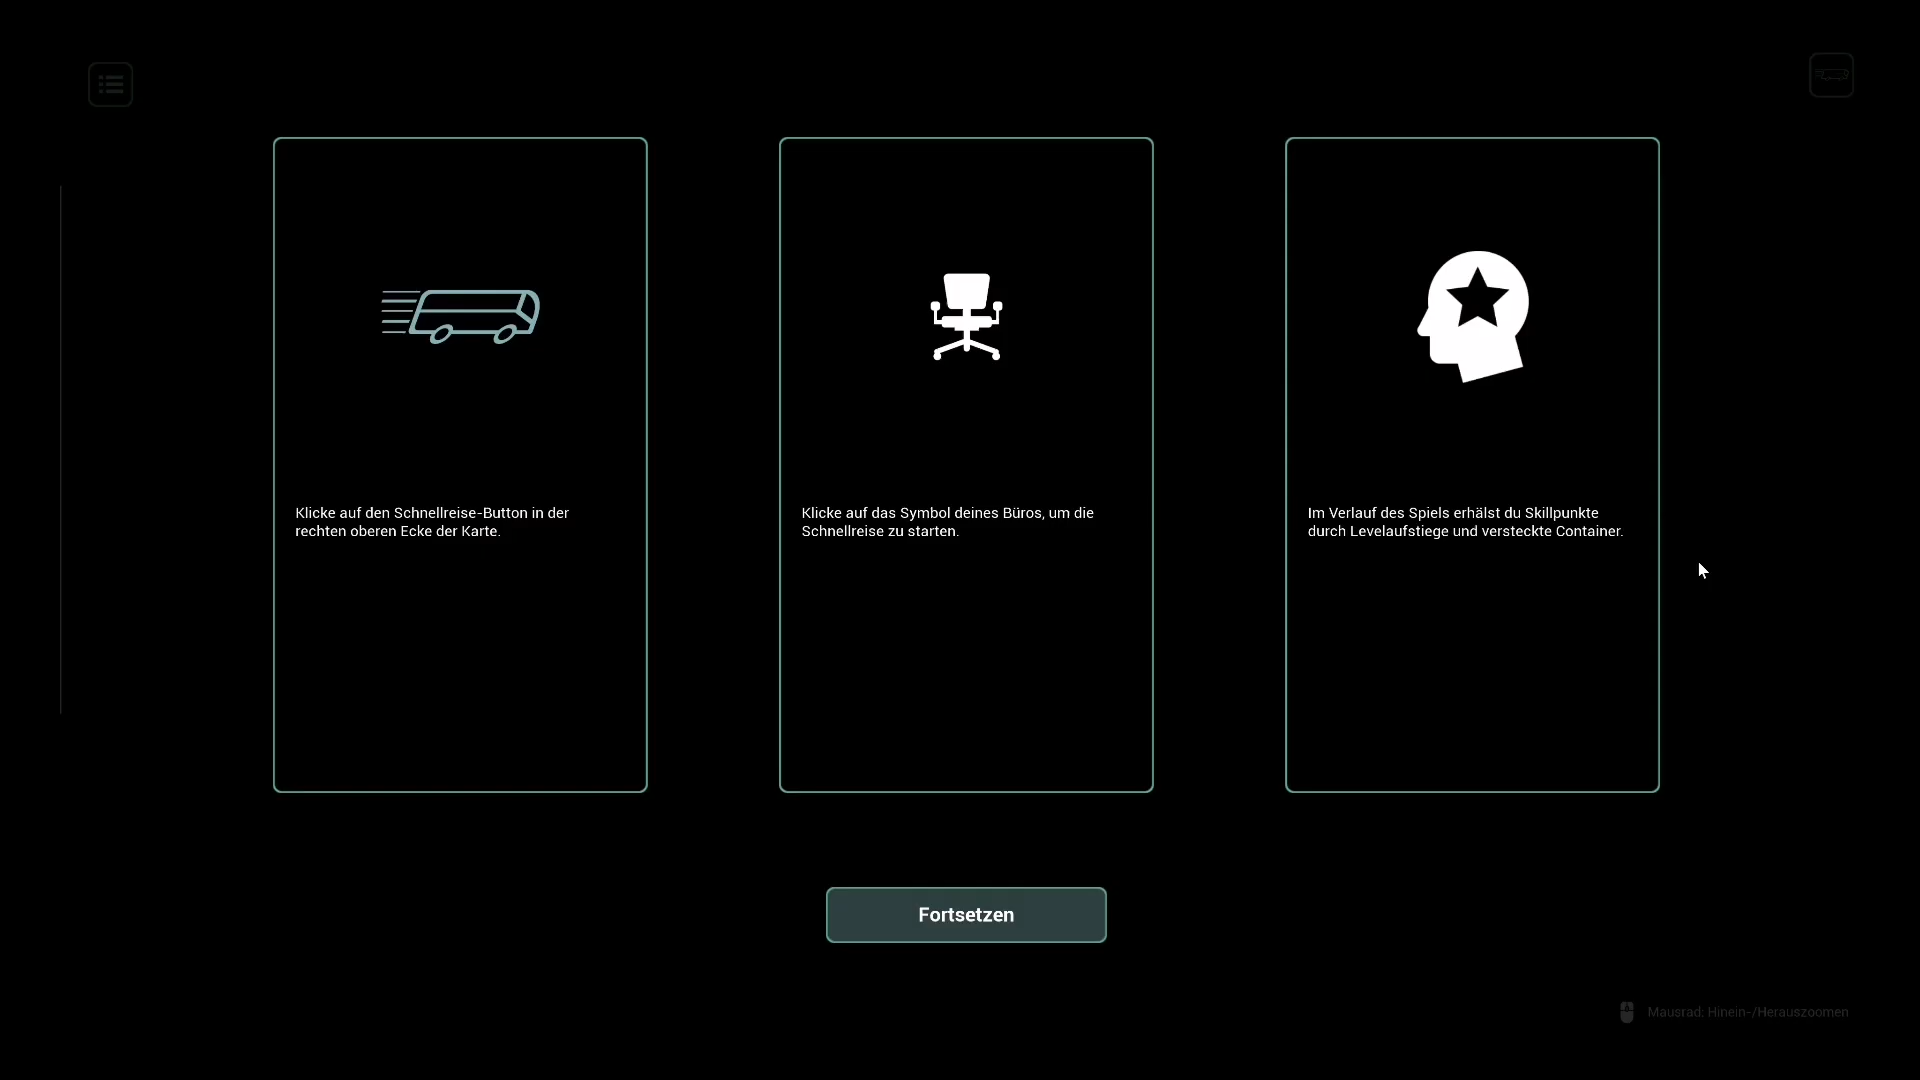 Klicke auf den Schnellreise-Button in der
rechten oberen Ecke der Karte.
Klicke auf das Symbol deines Büros, um die
Schnellreise zu starten.
Im Verlauf des Spiels erhälst du Skillpunkte
durch Levelaufstiege und versteckte Container.
Fortsetzen
Mausrad: Hinein-/Herauszoomen